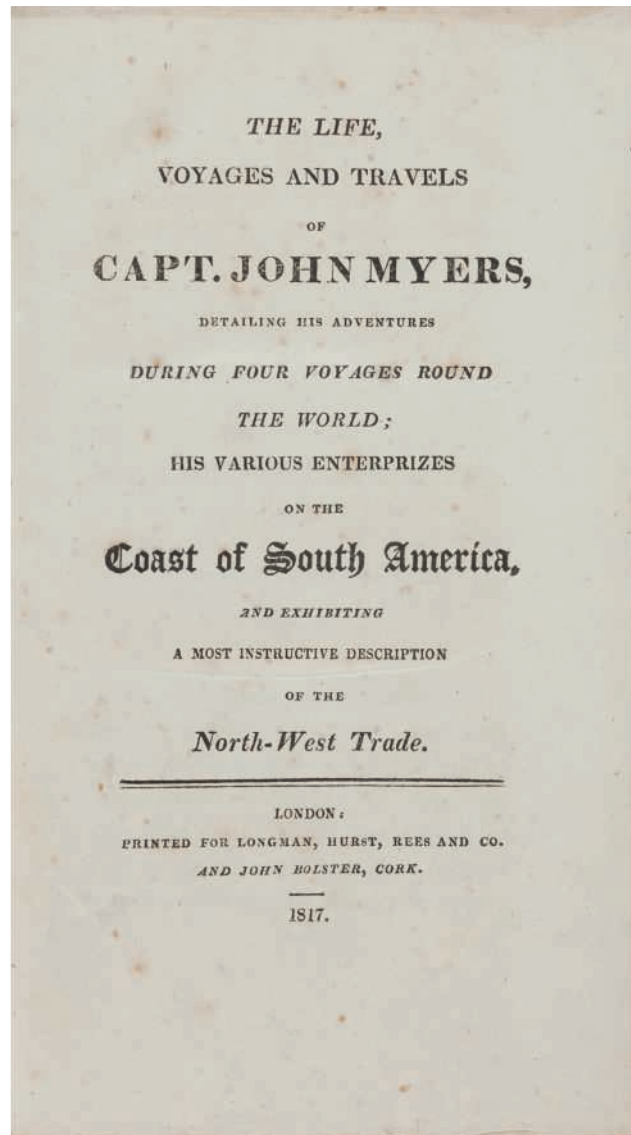 THE LIFE,
VOYAGES AND TRAVELS
OF
CAPT. JOHN MYERS,
DETAILING HIS ADVENTURES
DURING FOUR VOYAGES ROUND
THE WORLD;
HIS VARIOUS ENTERPRIZES
ON THE
Coast of South America,
AND EXHIBITING
A MOST INSTRUCTIVE DESCRIPTION
OF THE
North-West Trade.
LONDON:
PRINTED FOR LONGMAN, HURST, REES AND CO.
AND JOHN BOLSTER, CORK.
1817.